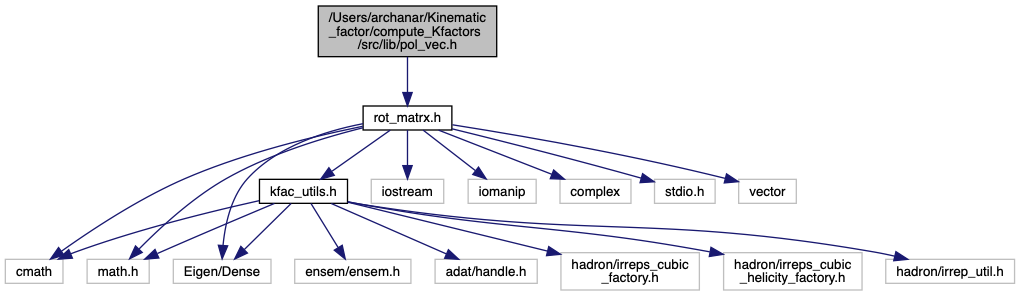 /Users/archanar/Kinematic
_factor/compute_Kfactors
/src/lib/pol_vec.h
rot_matrx.h
kfac_utils.h
iostream
iomanip
complex
stdio.h
vector
cmath
math.h
Eigen/Dense
ensem/ensem.h
adat/handle.h
hadron/irreps_cubic
_factory.h
hadron/irreps_cubic
_helicity_factory.h
hadron/irrep_util.h